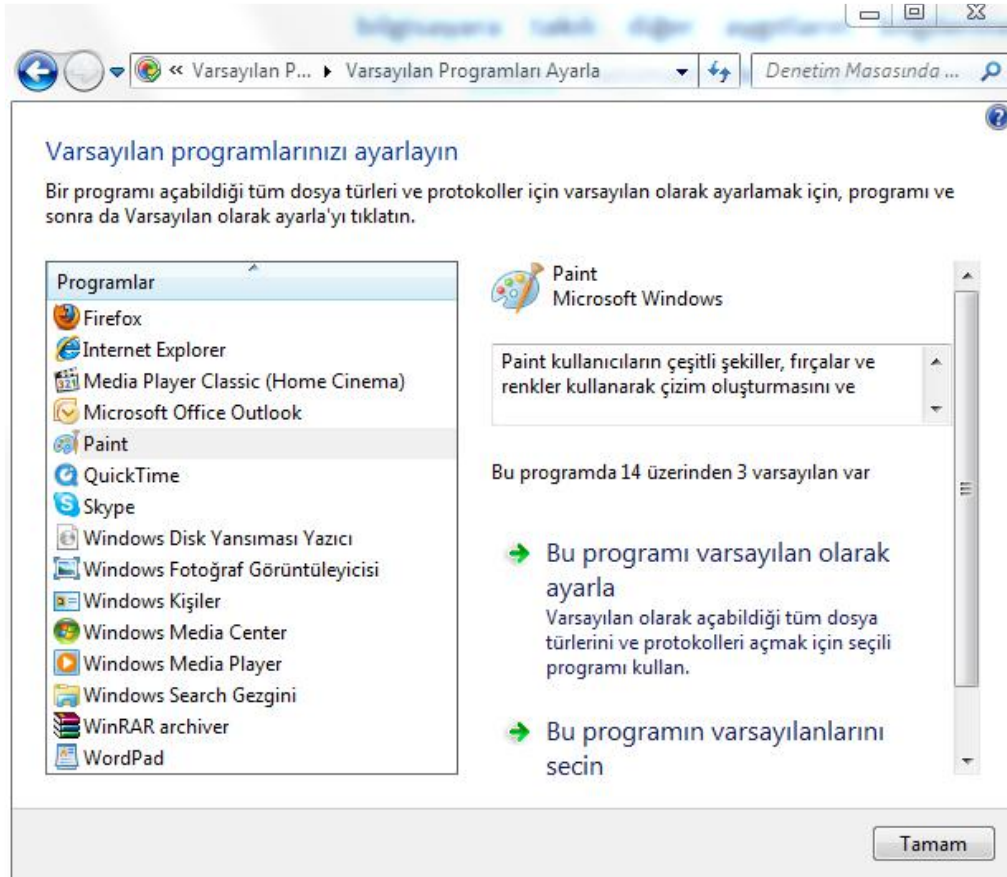 bilgisayara takılı diğer aygıtların
« Varsayılan P... ▸ Varsayılan Programları Ayarla
Denetim Masasında ...
Varsayılan programlarınızı ayarlayın
Bir programı açabildiği tüm dosya türleri ve protokoller için varsayılan olarak ayarlamak için, programı ve
sonra da Varsayılan olarak ayarla'yı tıklatın.
Programlar
Firefox
Internet Explorer
Media Player Classic (Home Cinema)
Microsoft Office Outlook
Paint
QuickTime
Skype
Windows Disk Yansıması Yazıcı
Windows Fotoğraf Görüntüleyicisi
Windows Kişiler
Windows Media Center
Windows Media Player
Windows Search Gezgini
WinRAR archiver
WordPad
Paint
Microsoft Windows
Paint kullanıcıların çeşitli şekiller, fırçalar ve
renkler kullanarak çizim oluşturmasını ve
Bu programda 14 üzerinden 3 varsayılan var
Bu programı varsayılan olarak
ayarla
Varsayılan olarak açabildiği tüm dosya
türlerini ve protokolleri açmak için seçili
programı kullan.
Bu programın varsayılanlarını
secin
Tamam